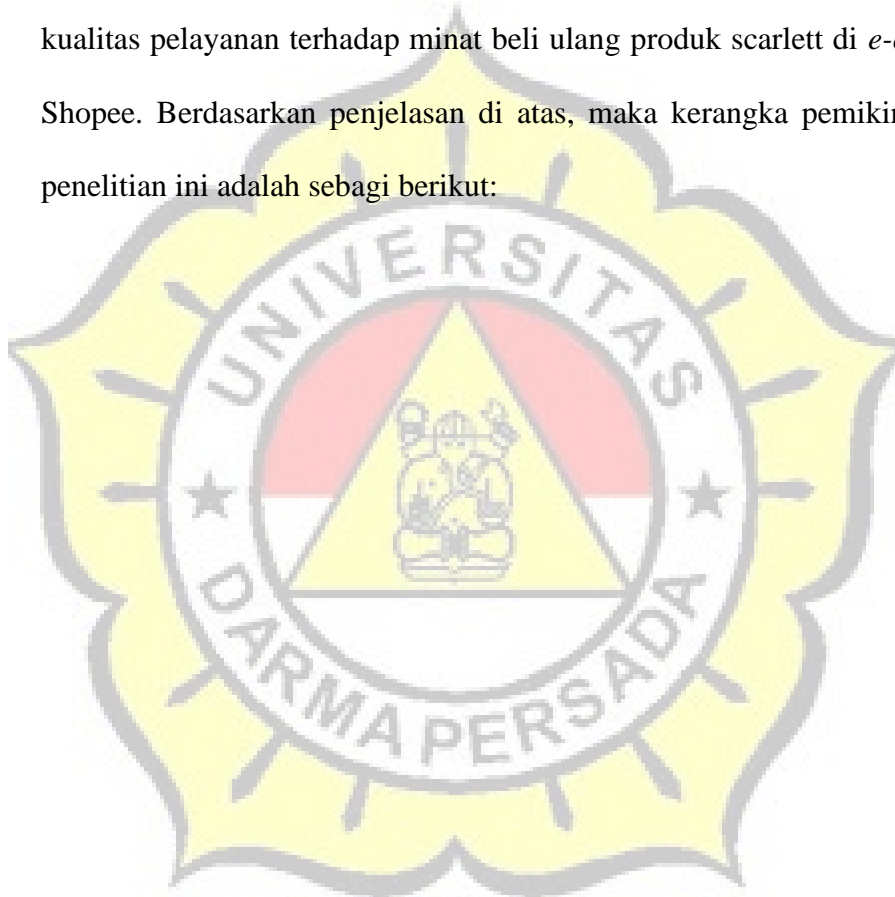 kualitas pelayanan terhadap minat beli ulang produk scarlett di
Shopee. Berdasarkan penjelasan di atas, maka kerangka
penelitian ini adalah sebagi berikut:
UNIVERSITAS
DARMA PERSADA